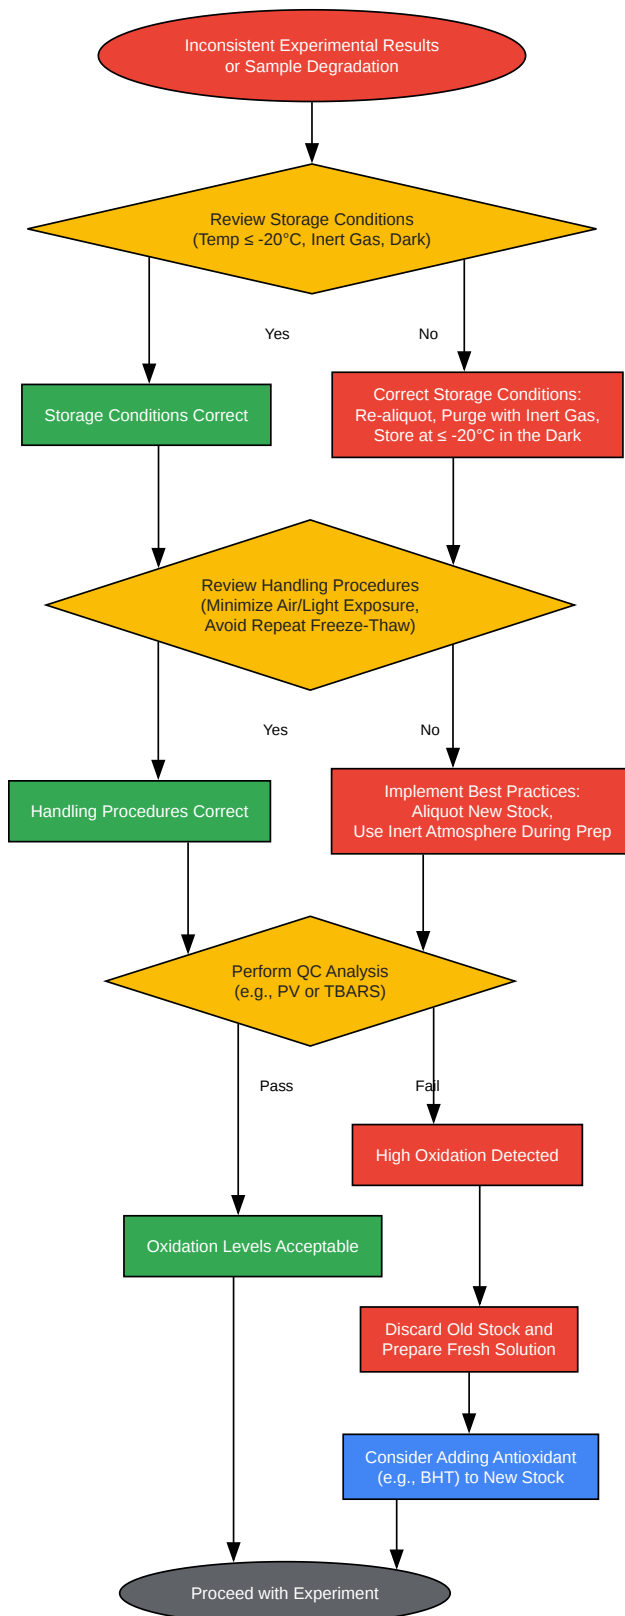 Inconsistent Experimental Results
or Sample Degradation
Review Storage Conditions
(Temp ≤ -20°C, Inert Gas, Dark)
Yes
No
Storage Conditions Correct
Correct Storage Conditions:
Re-aliquot, Purge with Inert Gas,
Store at ≤ -20°C in the Dark
Review Handling Procedures
(Minimize Air/Light Exposure,
Avoid Repeat Freeze-Thaw)
Yes
No
Handling Procedures Correct
Implement Best Practices:
Aliquot New Stock,
Use Inert Atmosphere During Prep
Perform QC Analysis
(e.g., PV or TBARS)
Pass
Fail
High Oxidation Detected
Oxidation Levels Acceptable
Discard Old Stock and
Prepare Fresh Solution
Consider Adding Antioxidant
(e.g., BHT) to New Stock
Proceed with Experiment